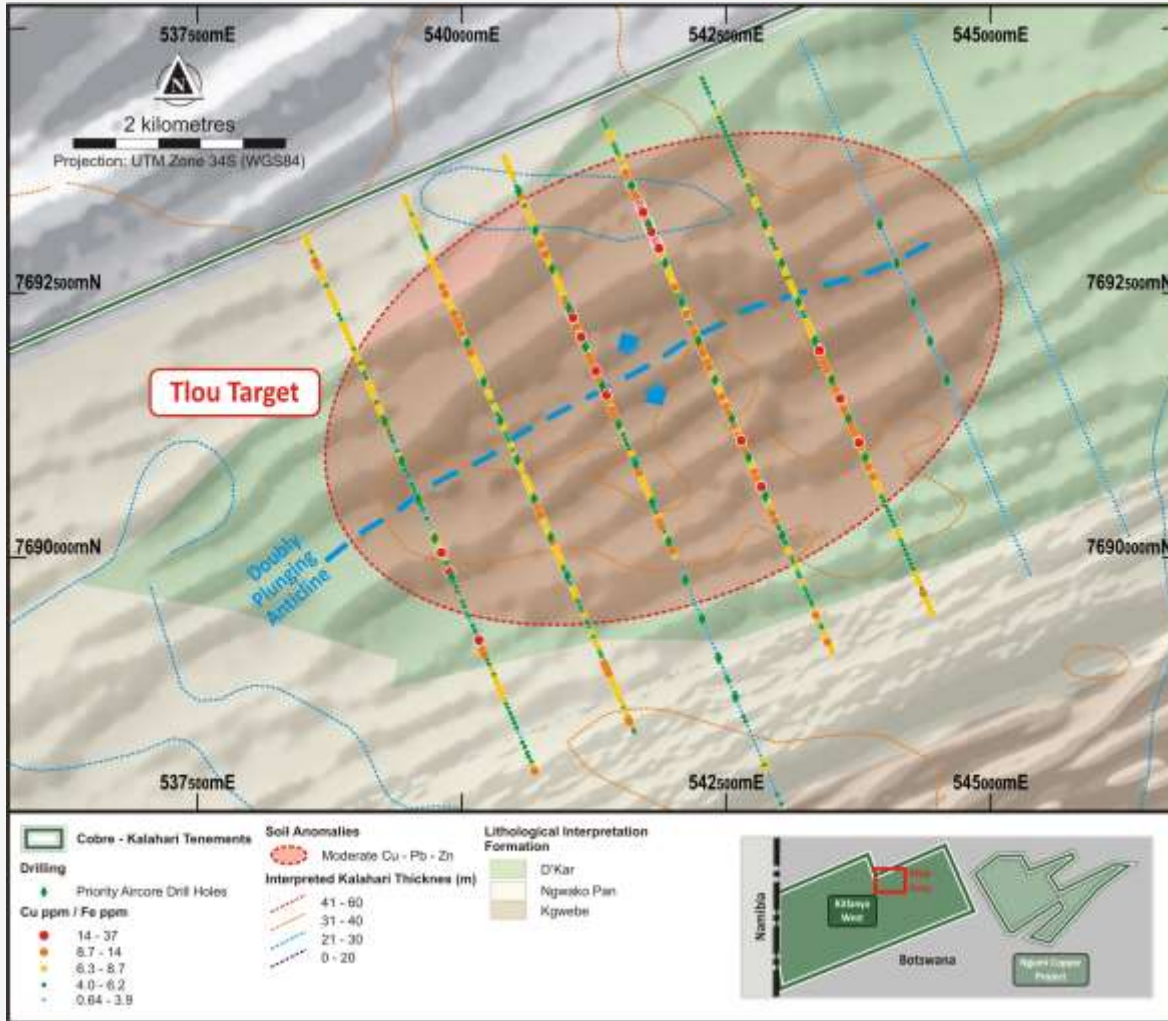 537500mE 540000mE 542500mE 545000mE
N
2 kilometres
Projection: UTM Zone 34S (WGS84)
7692500mN 7692500mN
Tlou Target
7690000mN 7690000mN
Doubly
Plunging
Anticline
537500mE 542500mE 545000mE
Cobre - Kalahari Tenements
Drilling
Priority Aircore Drill Holes
Cu ppm / Fe ppm
14 - 37
8.7 - 14
6.3 - 8.7
4.0 - 6.2
0.64 - 3.9
Soil Anomalies
Moderate Cu - Pb - Zn
Interpreted Kalahari Thicknes (m)
41 - 60
31 - 40
21 - 30
0 - 20
Lithological Interpretation
Formation
D'Kar
Ngwako Pan
Kgwebe
Namibia
Kitlanya
West
Botswana
Ngami Copper
Project